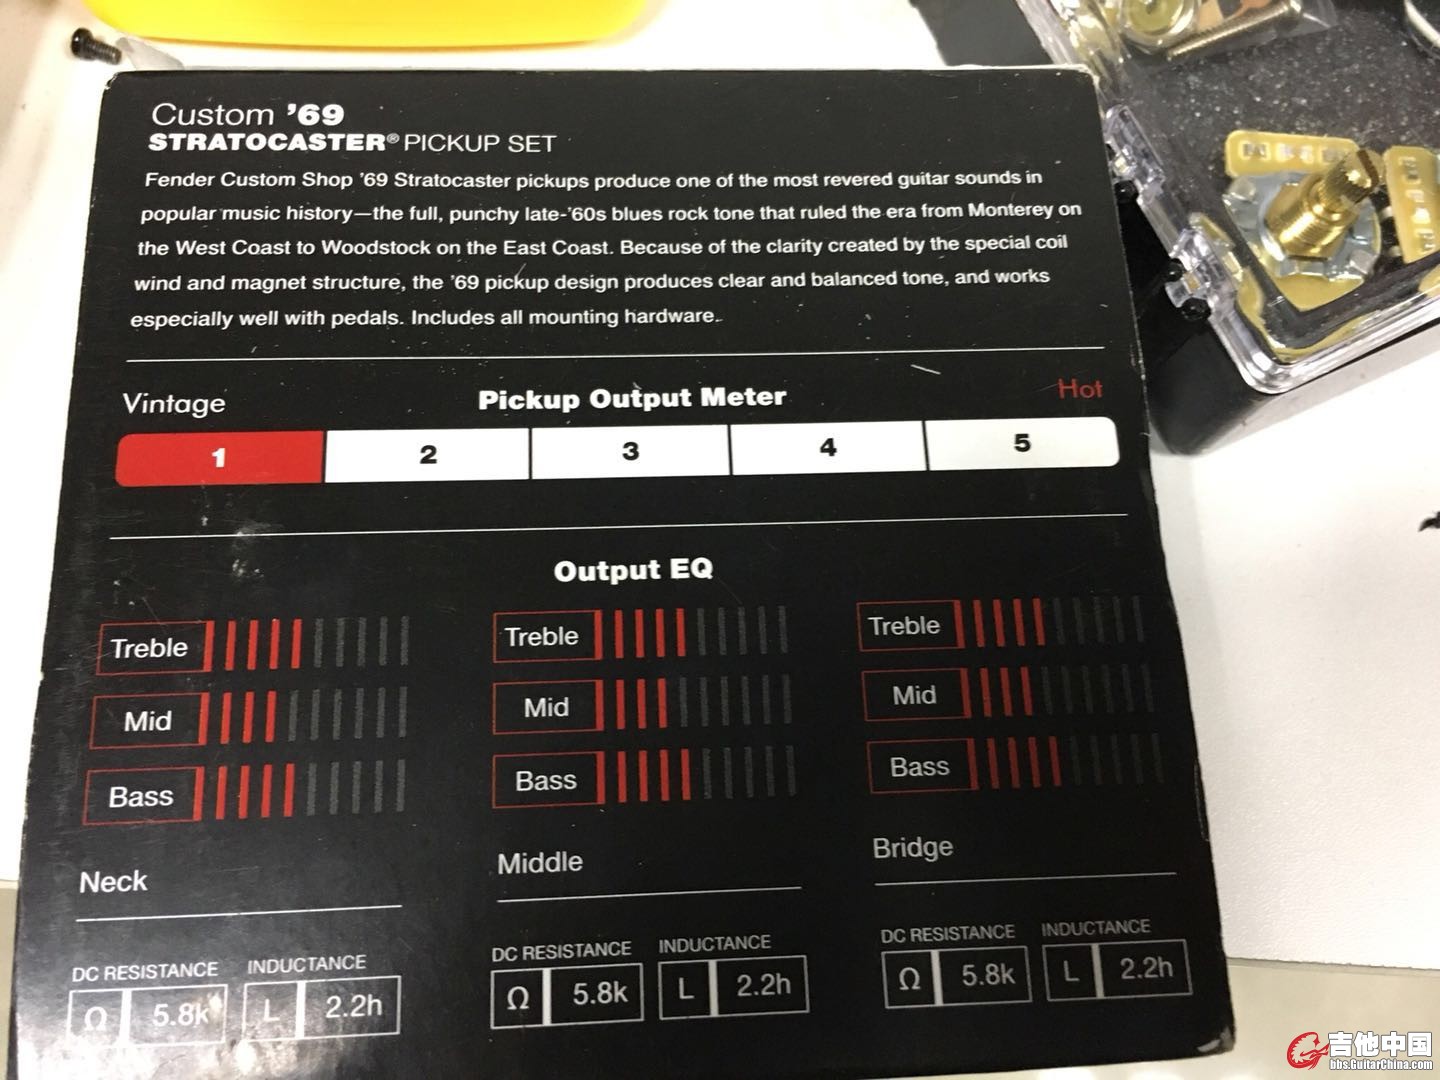 Custom ’69
STRATOCASTER® PICKUP SET
Fender Custom Shop ’69 Stratocaster pickups produce one of the most revered guitar sounds in
popular music history—the full, punchy late-’60s blues rock tone that ruled the era from Monterey on
the West Coast to Woodstock on the East Coast. Because of the clarity created by the special coil
wind and magnet structure, the ’69 pickup design produces clear and balanced tone, and works
especially well with pedals. Includes all mounting hardware.
Vintage Pickup Output Meter Hot
1 2 3 4 5
Output EQ
Treble Treble Treble
Mid Mid Mid
Bass Bass Bass
Neck Middle Bridge
DC RESISTANCE INDUCTANCE DC RESISTANCE INDUCTANCE DC RESISTANCE INDUCTANCE
Ω 5.8k L 2.2h Ω 5.8k L 2.2h Ω 5.8k L 2.2h
吉他中国
bbs.GuitarChina.com